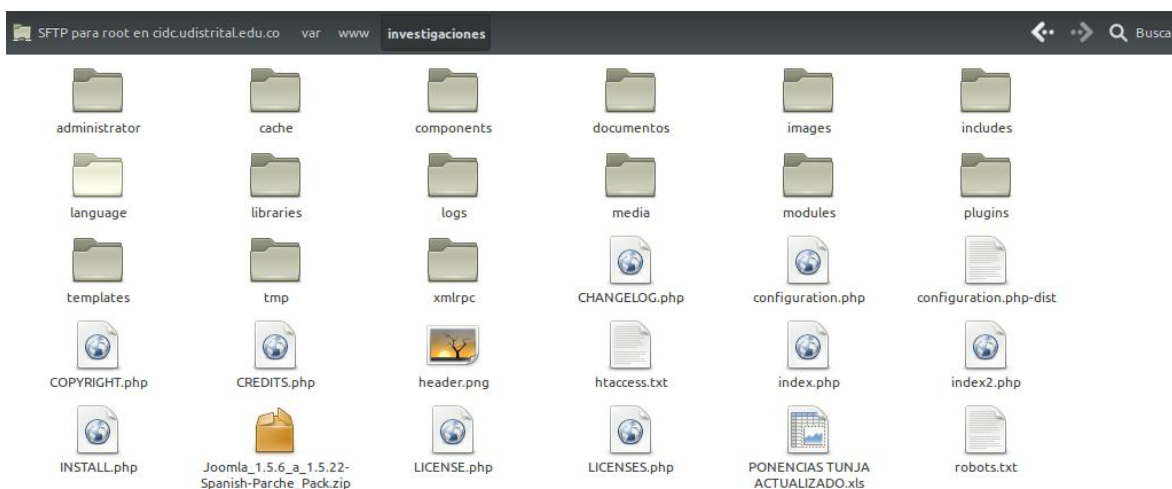 SFTP para root en cidc.udistrital.edu.co var www investigaciones Busca
administrator cache components documentos images includes
language libraries logs media modules plugins
templates tmp xmlrpc CHANGELOG.php configuration.php configuration.php-dist
COPYRIGHT.php CREDITS.php header.png htaccess.txt index.php index2.php
INSTALL.php Joomla_1.5.6_a_1.5.22-
Spanish-Parche_Pack.zip LICENSE.php LICENSES.php PONENCIAS TUNJA
ACTUALIZADO.xls robots.txt